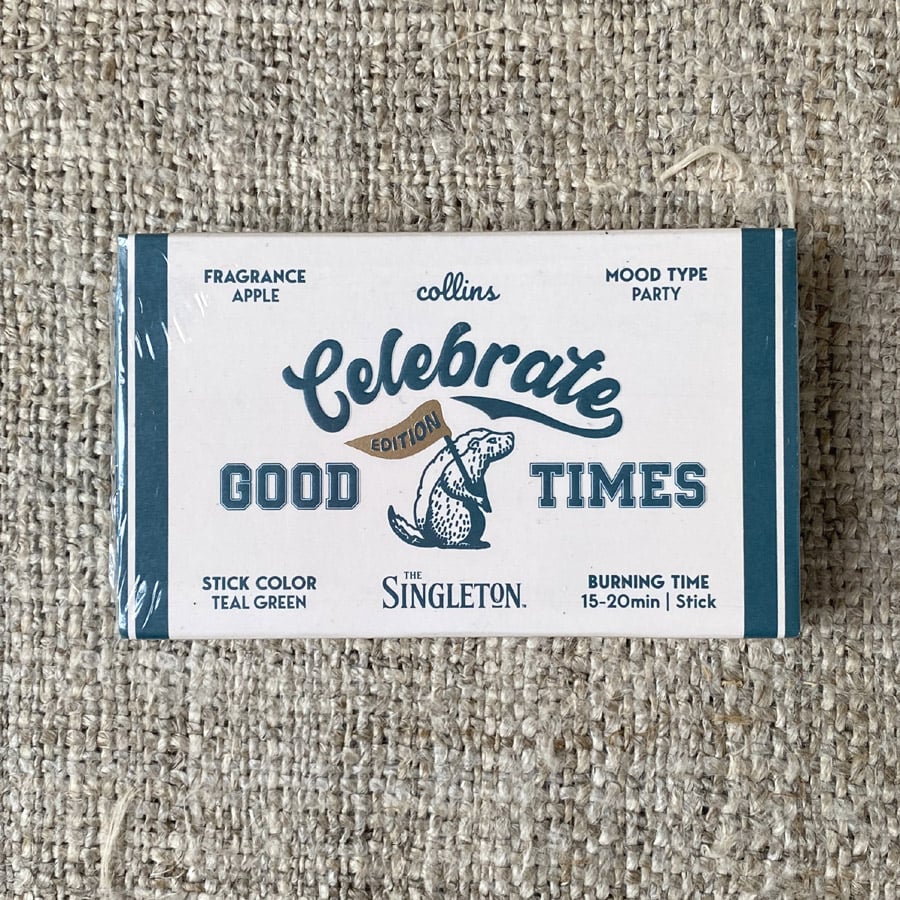 FRAGRANCE
APPLE
collins
MOOD TYPE
PARTY
Celebrate
EDITION
GOOD TIMES
STICK COLOR
TEAL GREEN
THE
SINGLETON™
BURNING TIME
15-20min | Stick